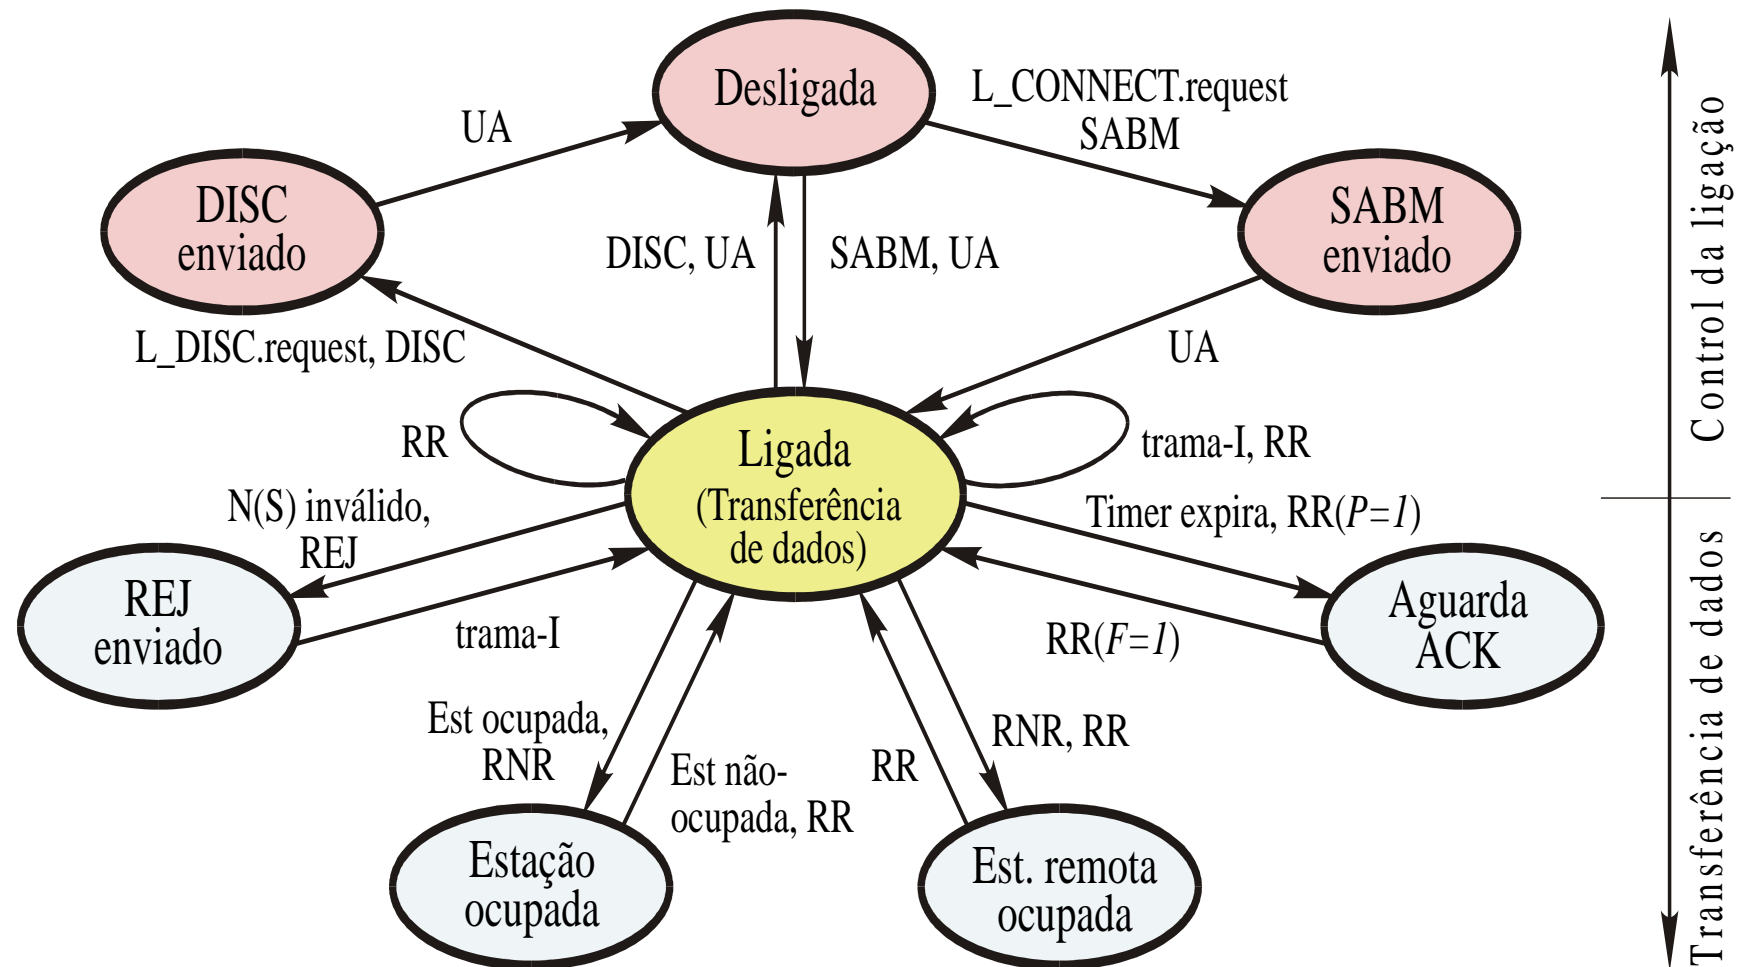 Desligada
L_CONNECT.request
SABM
UA
DISC
enviado
SABM
enviado
DISC, UA
SABM, UA
L_DISC.request, DISC
UA
RR
Ligada
(Transferência
de dados)
trama-I, RR
N(S) inválido,
REJ
Timer expira, RR(P=1)
REJ
enviado
trama-I
RR(F=1)
Aguarda
ACK
Est ocupada,
RNR
Est não-
ocupada, RR
RR
RNR, RR
Estação
ocupada
Est. remota
ocupada
Control da ligação
Transferência de dados